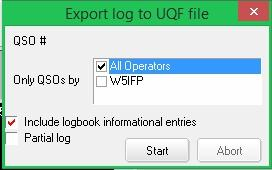 Export log to UQF file
QSO #
All Operators
Only QSOs by
W5IFP
Include logbook informational entries
Partial log
Start
Abort